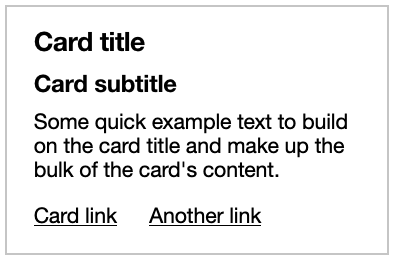 Card title
Card subtitle
Some quick example text to build
on the card title and make up the
bulk of the card's content.
Card link Another link